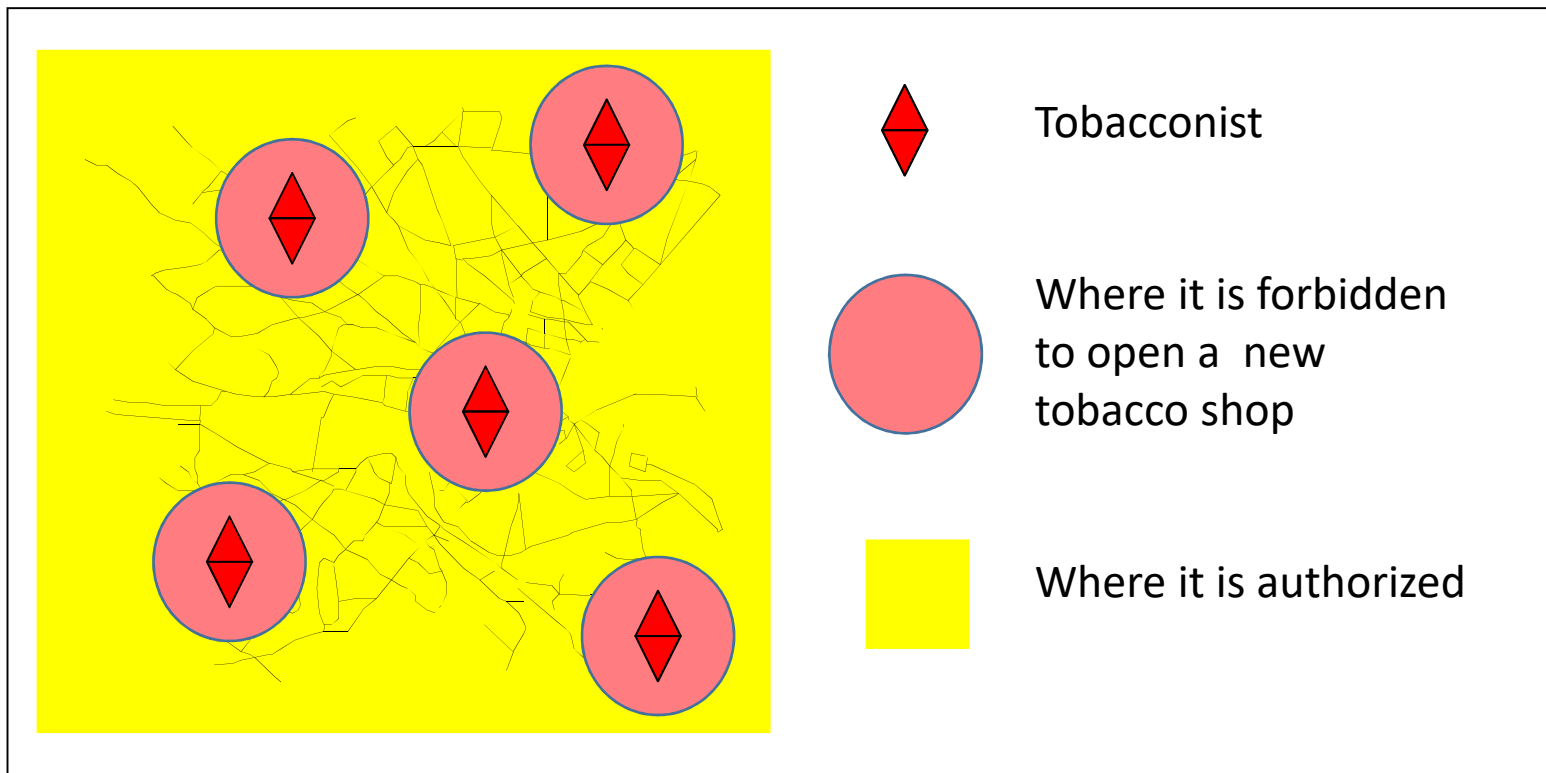 Tobacconist
Where it is forbidden
to open a  new
tobacco shop
Where it is authorized